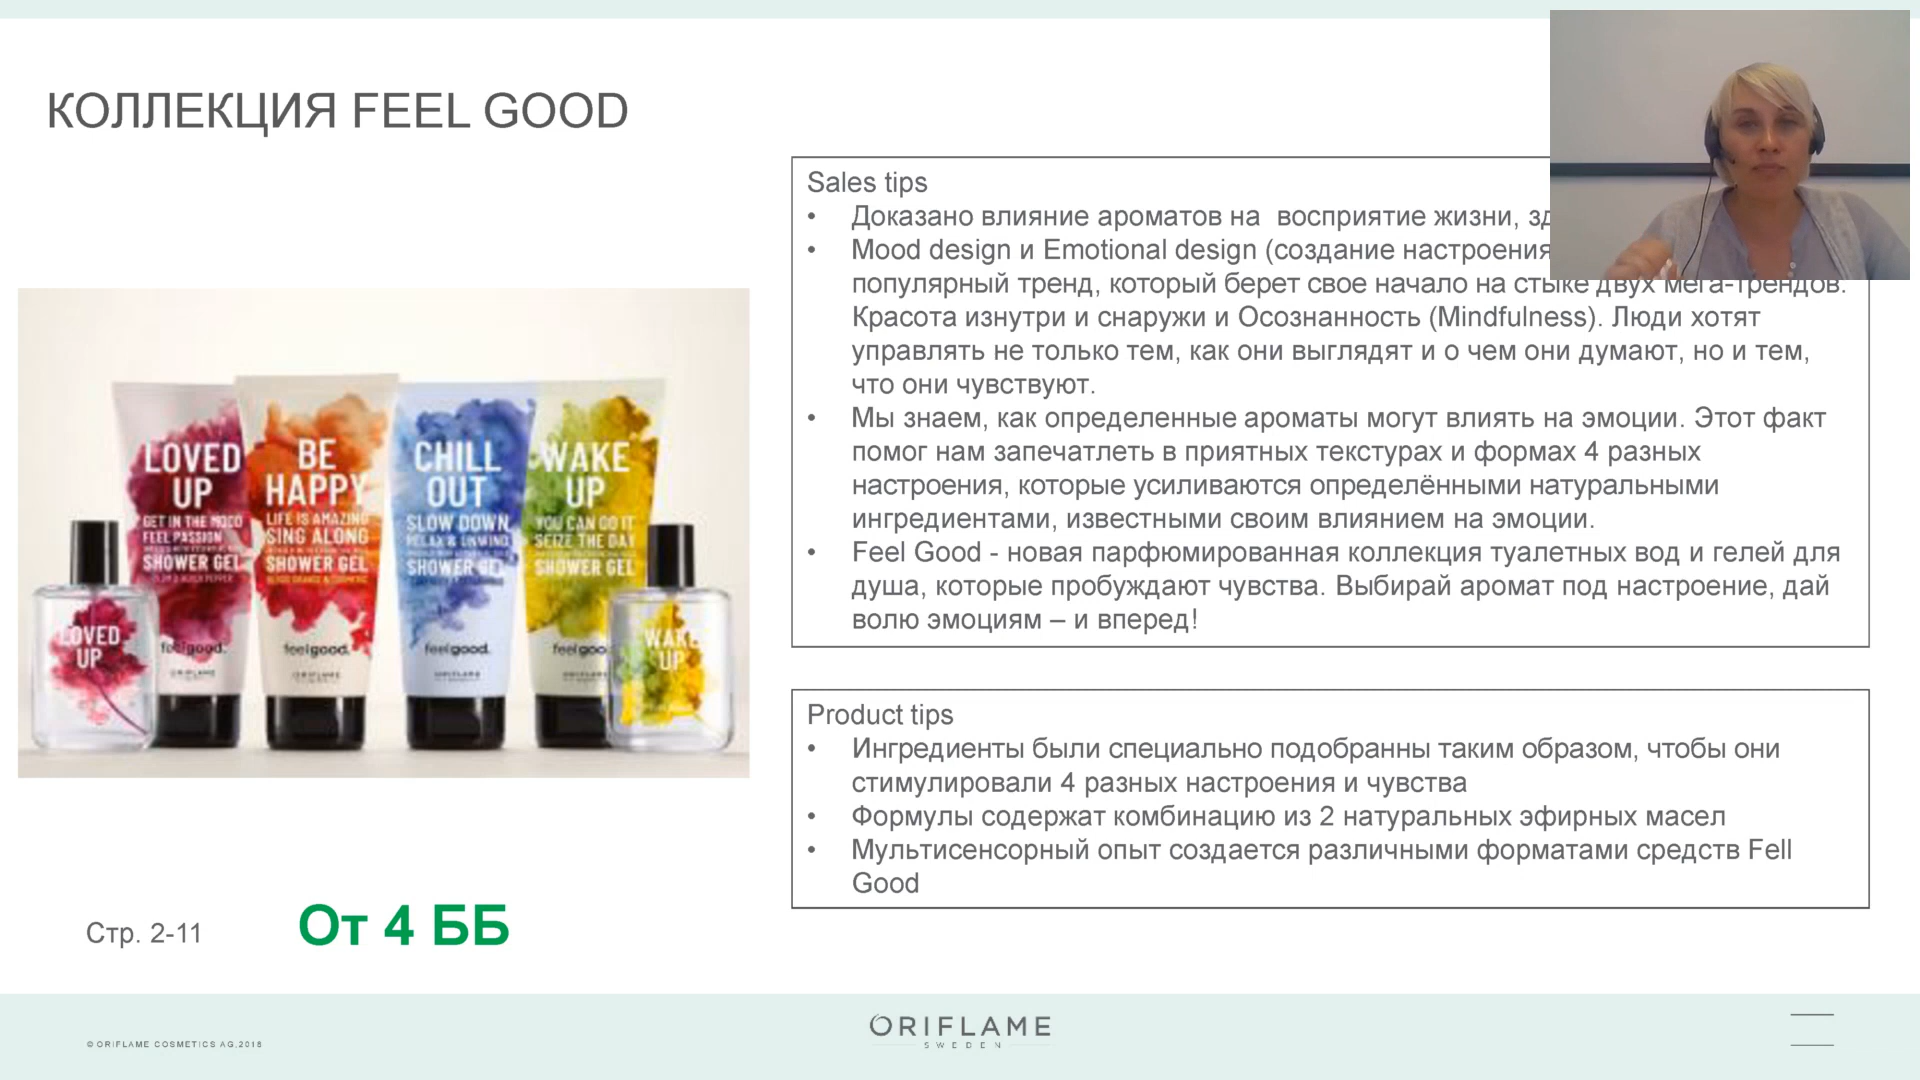 КОЛЛЕКЦИЯ FEEL GOOD
Sales tips
• Доказано влияние ароматов на восприятие жизни,
• Mood design и Emotional design (создание настроения
популярный тренд, который берет свое начало на стыке двух мега-трендов.
Красота изнутри и снаружи и Осознанность (Mindfulness). Люди хотят
управлять не только тем, как они выглядят и о чем они думают, но и тем,
что они чувствуют.
• Мы знаем, как определенные ароматы могут влиять на эмоции. Этот факт
помог нам запечатлеть в приятных текстурах и формах 4 разных
настроения, которые усиливаются определёнными натуральными
ингредиентами, известными своим влиянием на эмоции.
• Feel Good - новая парфюмированная коллекция туалетных вод и гелей для
душа, которые пробуждают чувства. Выбирай аромат под настроение, дай
волю эмоциям – и вперед!
Product tips
• Ингредиенты были специально подобранны таким образом, чтобы они
стимулировали 4 разных настроения и чувства
• Формулы содержат комбинацию из 2 натуральных эфирных масел
• Мультисенсорный опыт создается различными форматами средств Fell
Good
LOVED
UP
GET IN THE MOOD
FEEL PASSION
SHOWER GEL
feelgood.
ORIFLAME
BE
HAPPY
LIFE IS AMAZING
SING ALONG
SHOWER GEL
feelgood.
ORIFLAME
CHILL
OUT
SLOW DOWN
RELAX & UNWIND
SHOWER GEL
feelgood.
ORIFLAME
WAKE
UP
YOU CAN DO IT
SEIZE THE DAY
SHOWER GEL
feelgoo
LOVED
UP
WAKE
UP
Стр. 2-11
От 4 ББ
© ORIFLAME COSMETICS AG,2018
ORIFLAME
SWEDEN